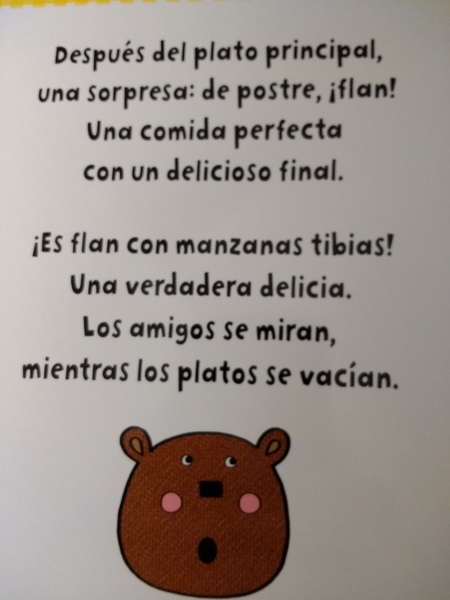 Después del plato principal,
una sorpresa: de postre, ¡flan!
Una comida perfecta
con un delicioso final.
¡Es flan con manzanas tibias!
Una verdadera delicia.
Los amigos se miran,
mientras los platos se vacían.